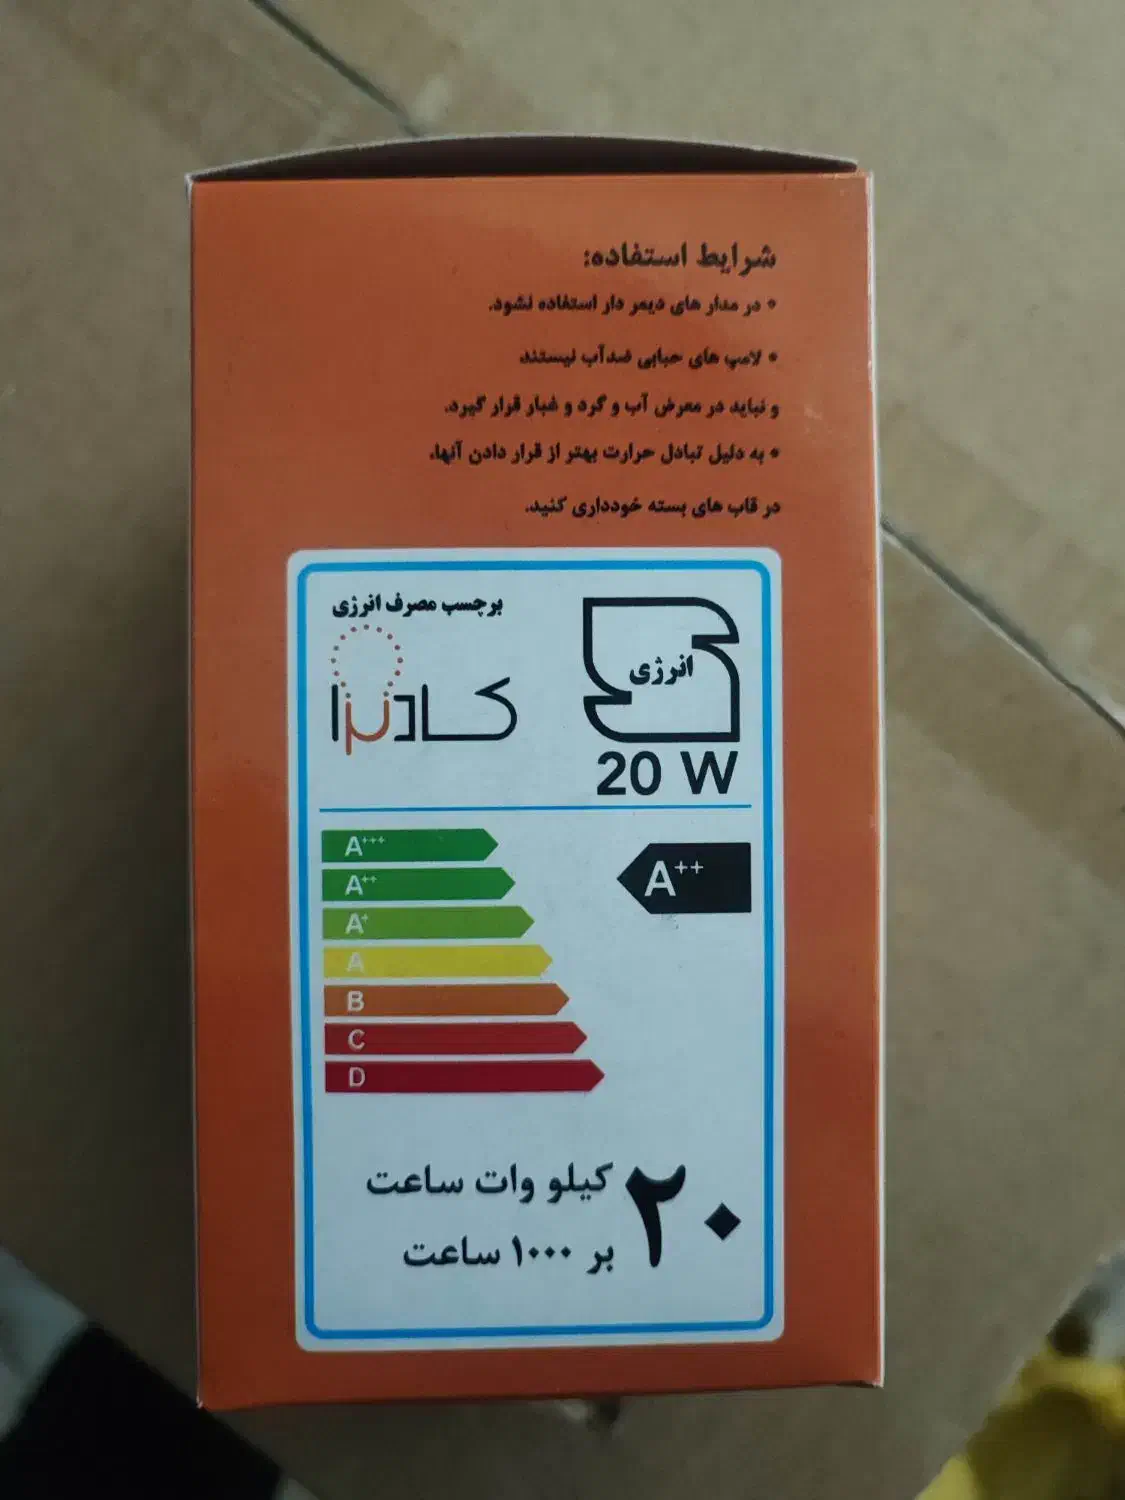 شرایط استفاده:
• در مدار های دیمر دار استفاده نشود.
• لامپ های حبابی ضدآب نیستند
و نباید در معرض آب و گرد و غبار قرار گیرد.
• به دلیل تبادل حرارت بهتر از قرار دادن آنها،
در قاب های بسته خودداری کنید.
برچسب مصرف انرژی
انرژی
20 W
A+++
A++
A++
A+
A
B
C
D
۲۰
کیلو وات ساعت
بر ۱۰۰۰ ساعت